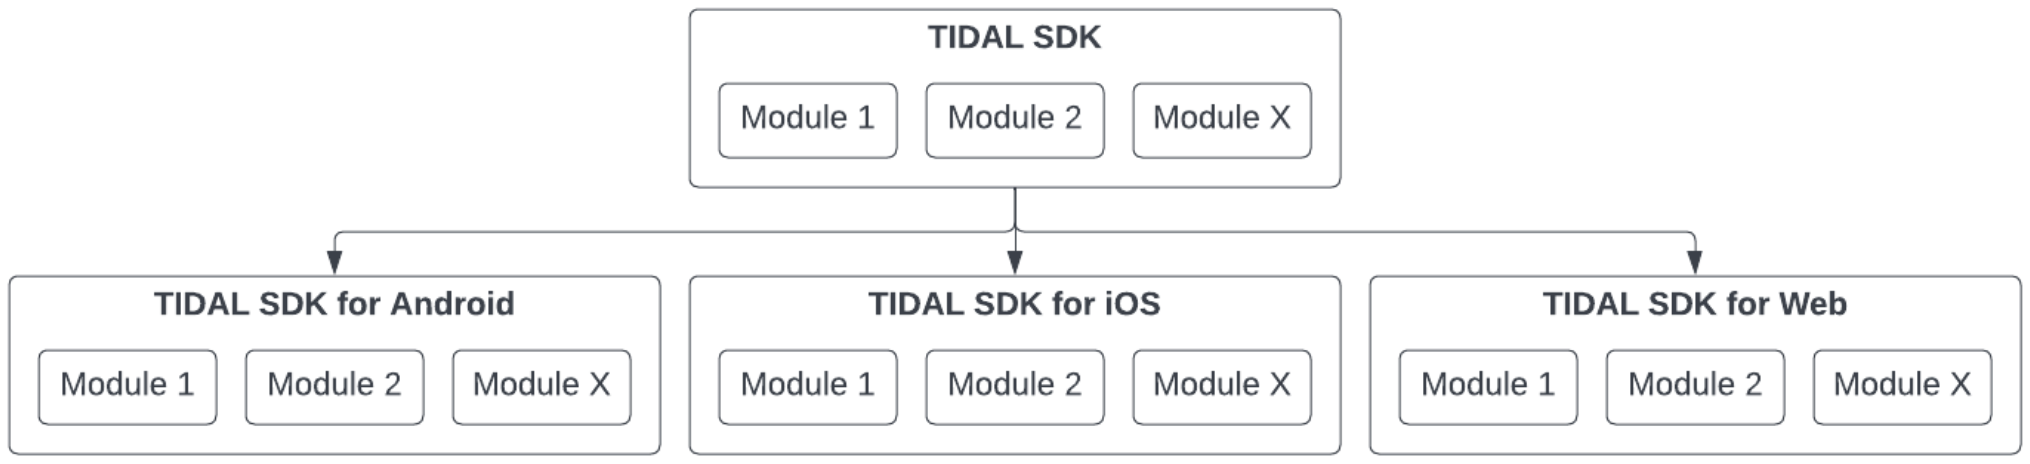 TIDAL SDK
Module 1 Module 2 Module X
TIDAL SDK for Android
Module 1 Module 2 Module X
TIDAL SDK for iOS
Module 1 Module 2 Module X
TIDAL SDK for Web
Module 1 Module 2 Module X